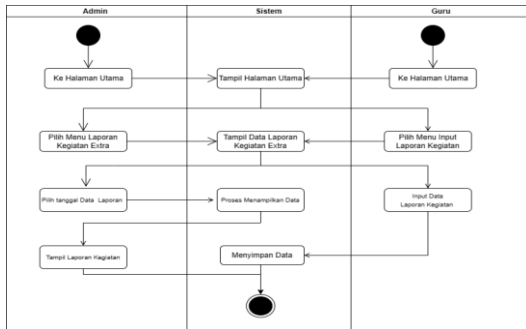 Admin
Sistem
Guru
Ke Halaman Utama
Tampil Halaman Utama
Ke Halaman Utama
Pilih Menu Laporan
Kegiatan Extra
Tampil Data Laporan
Kegiatan Extra
Pilih Menu Input
Laporan Kegiatan
Pilih tanggal Data Laporan
Proses Menampilkan Data
Input Data
Laporan Kegiatan
Tampil Laporan Kagiatan
Menyimpan Data